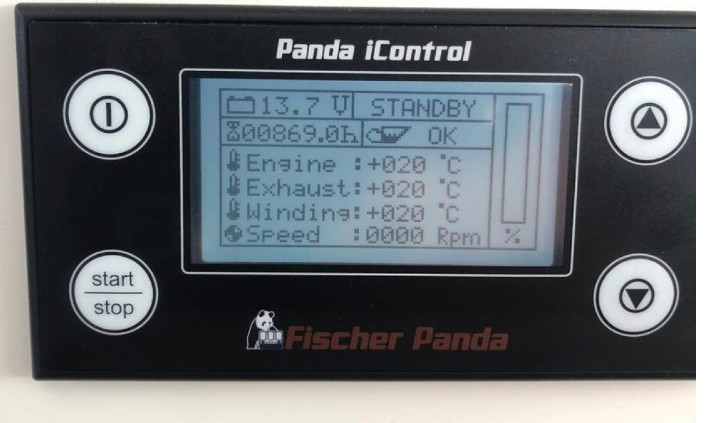 Panda iControl
13.7 V STANDBY
00869.0h OK
Engine :+020 °C
Exhaust:+020 °C
Winding:+020 °C
Speed :0000 Rpm %
start
stop
Fischer Panda